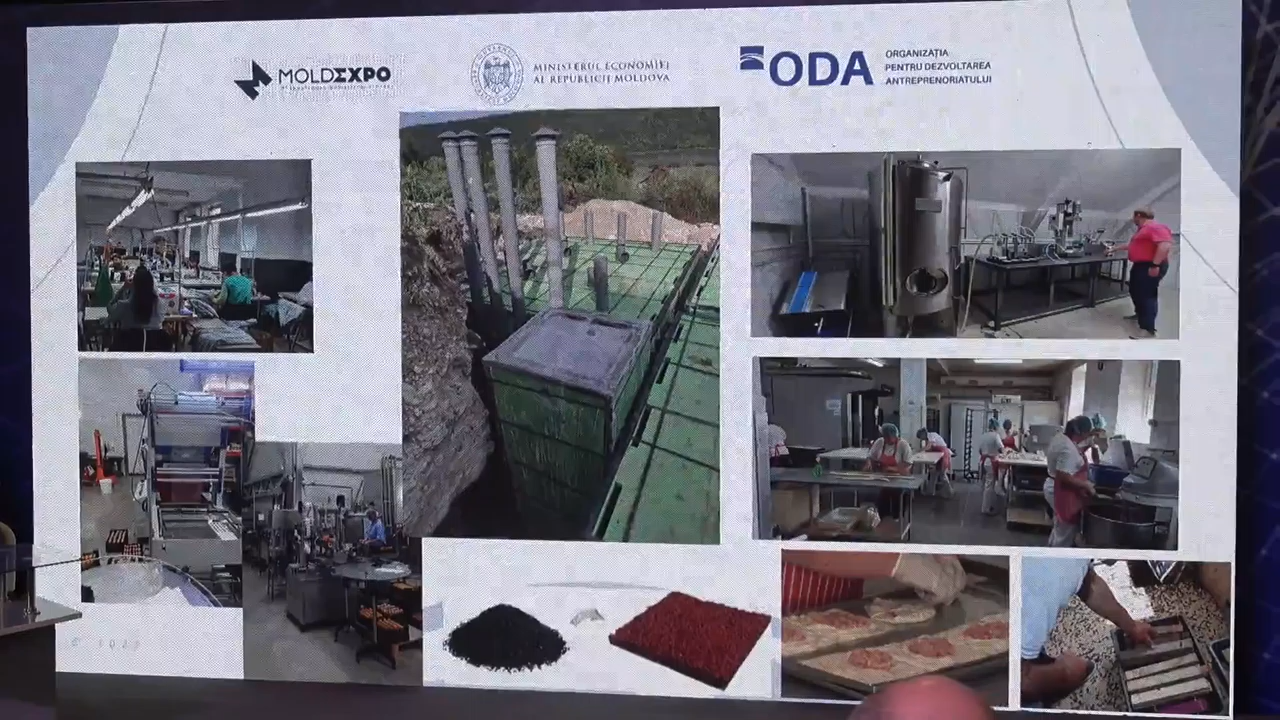 MOLDEXPO
MINISTERUL ECONOMIEI
AL REPUBLICII MOLDOVA
ODA
ORGANIZAȚIA
PENTRU DEZVOLTAREA
ANTREPRENORIATULUI